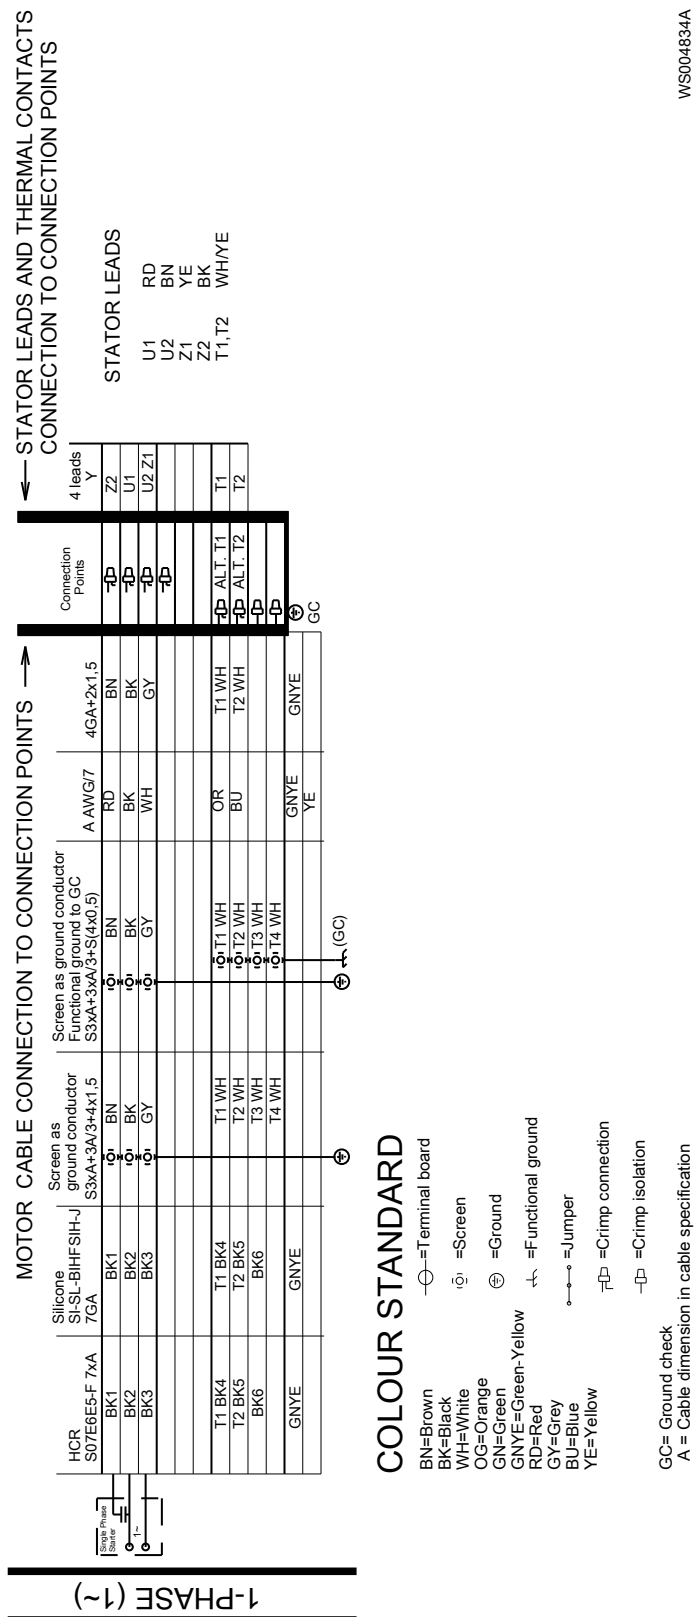 1-PHASE (1~)
MOTOR CABLE CONNECTION TO CONNECTION POINTS
STATOR LEADS AND THERMAL CONTACTS
CONNECTION TO CONNECTION POINTS
Single Phase
Starter
1~
HCR
S07E6E5-F 7xA
BK1
BK2
BK3
T1 BK4
T2 BK5
BK6
GNYE
Silicone
SI-SL-BIHFSIH-J
7GA
BK1
BK2
BK3
T1 BK4
T2 BK5
BK6
GNYE
Screen as
ground conductor
S3xA+3A/3+4x1,5
BN
BK
GY
T1 WH
T2 WH
T3 WH
T4 WH
Screen as ground conductor
Functional ground to GC
S3xA+3xA/3+S(4x0,5)
BN
BK
GY
T1 WH
T2 WH
T3 WH
T4 WH
(GC)
A AWG/7
RD
BK
WH
OR
BU
GNYE
YE
4GA+2x1,5
BN
BK
GY
T1 WH
T2 WH
GNYE
Connection
Points
ALT. T1
ALT. T2
GC
4 leads
Y
Z2
U1
U2 Z1
T1
T2
STATOR LEADS
U1 RD
U2 BN
Z1 YE
Z2 BK
T1,T2 WH/YE
COLOUR STANDARD
BN=Brown
BK=Black
WH=White
OG=Orange
GN=Green
GNYE=Green-Yellow
RD=Red
GY=Grey
BU=Blue
YE=Yellow
=Terminal board
=Screen
=Ground
=Functional ground
=Jumper
=Crimp connection
=Crimp isolation
GC= Ground check
A = Cable dimension in cable specification
WS004834A